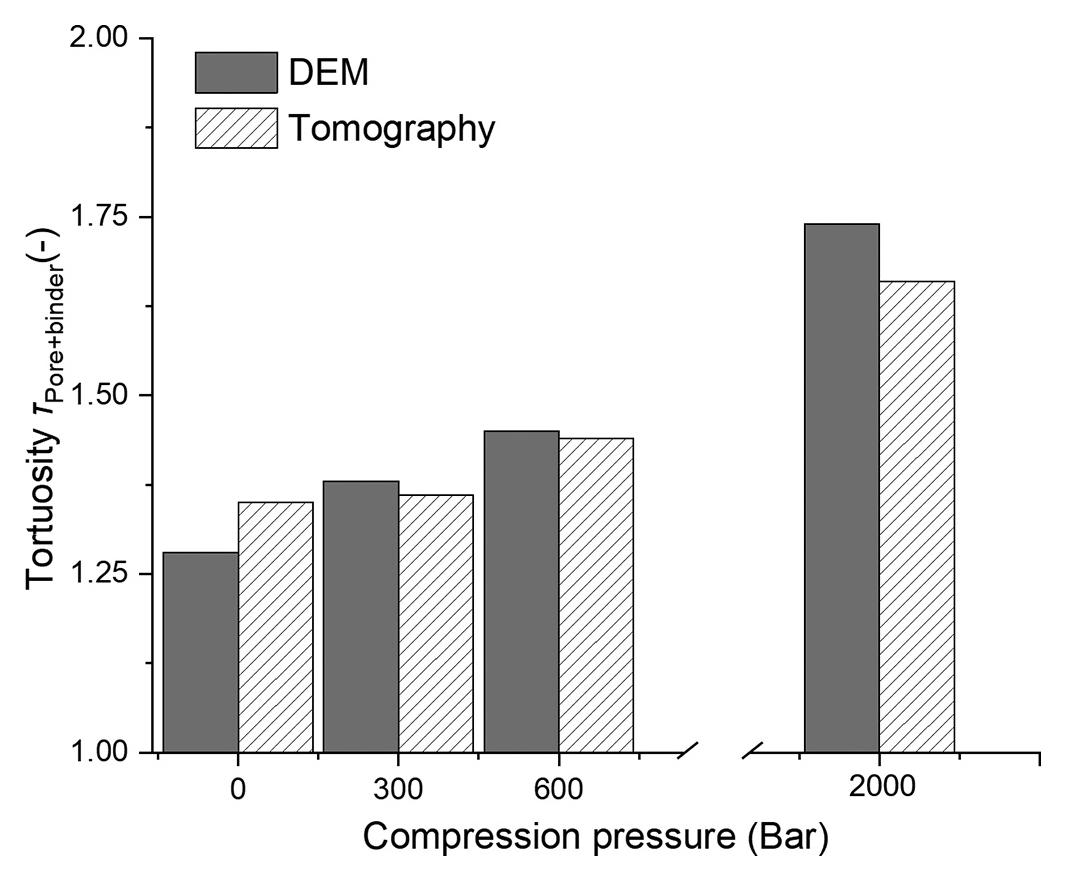 2.00
DEM
Tomography
1.75
1.50
1.25
1.00
Tortuosity τPore+binder(-)
0
300
600
2000
Compression pressure (Bar)